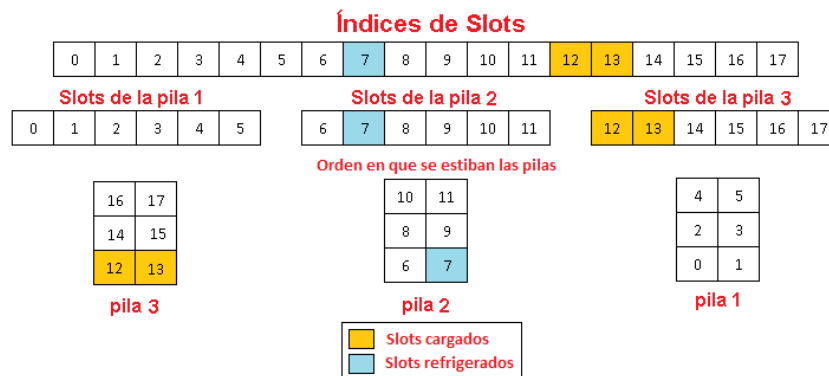 Índices de Slots
0 1 2 3 4 5 6 7 8 9 10 11 12 13 14 15 16 17
Slots de la pila 1 Slots de la pila 2 Slots de la pila 3
0 1 2 3 4 5 6 7 8 9 10 11 12 13 14 15 16 17
Orden en que se estiban las pilas
16 17 10 11 4 5
14 15 8 9 2 3
12 13 6 7 0 1
pila 3 pila 2 pila 1
Slots cargados
Slots refrigerados